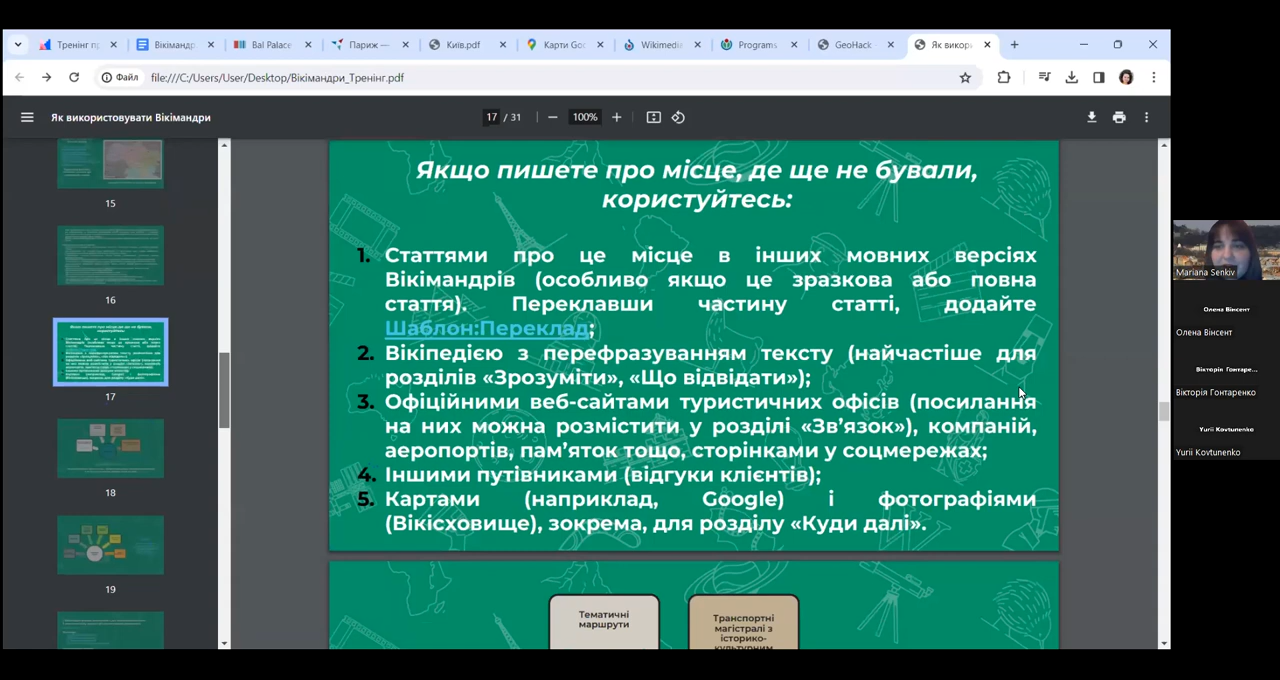 Тренінг пр
Вікіманд
Bal Palace
Париж —
Київ.pdf
Карти Goo
Wikimedi
Programs
GeoHack
Як викор
Файл
file:///C:/Users/User/Desktop/Вікімандри_Тренінг.pdf
Як використовувати Вікімандри
17 / 31
100%
15
16
17
18
19
Якщо пишете про місце, де ще не бували,
користуйтесь:
1. Статтями про це місце в інших мовних версіях
Вікімандрів (особливо якщо це зразкова або повна
стаття). Переклавши частину статті, додайте
Шаблон:Переклад;
2. Вікіпедією з перефразуванням тексту (найчастіше для
розділів «Зрозуміти», «Що відвідати»);
3. Офіційними веб-сайтами туристичних офісів (посилання
на них можна розмістити у розділі «Зв’язок»), компаній,
аеропортів, пам’яток тощо, сторінками у соцмережах;
4. Іншими путівниками (відгуки клієнтів);
5. Картами (наприклад, Google) і фотографіями
(Вікісховище), зокрема, для розділу «Куди далі».
Тематичні
маршрути
Транспортні
магістралі з
історико-
культурним
Mariana Senkiv
Олена Вінсент
Олена Вінсент
Вікторія Гонтаре...
Вікторія Гонтаренко
Yurii Kovtunenko
Yurii Kovtunenko